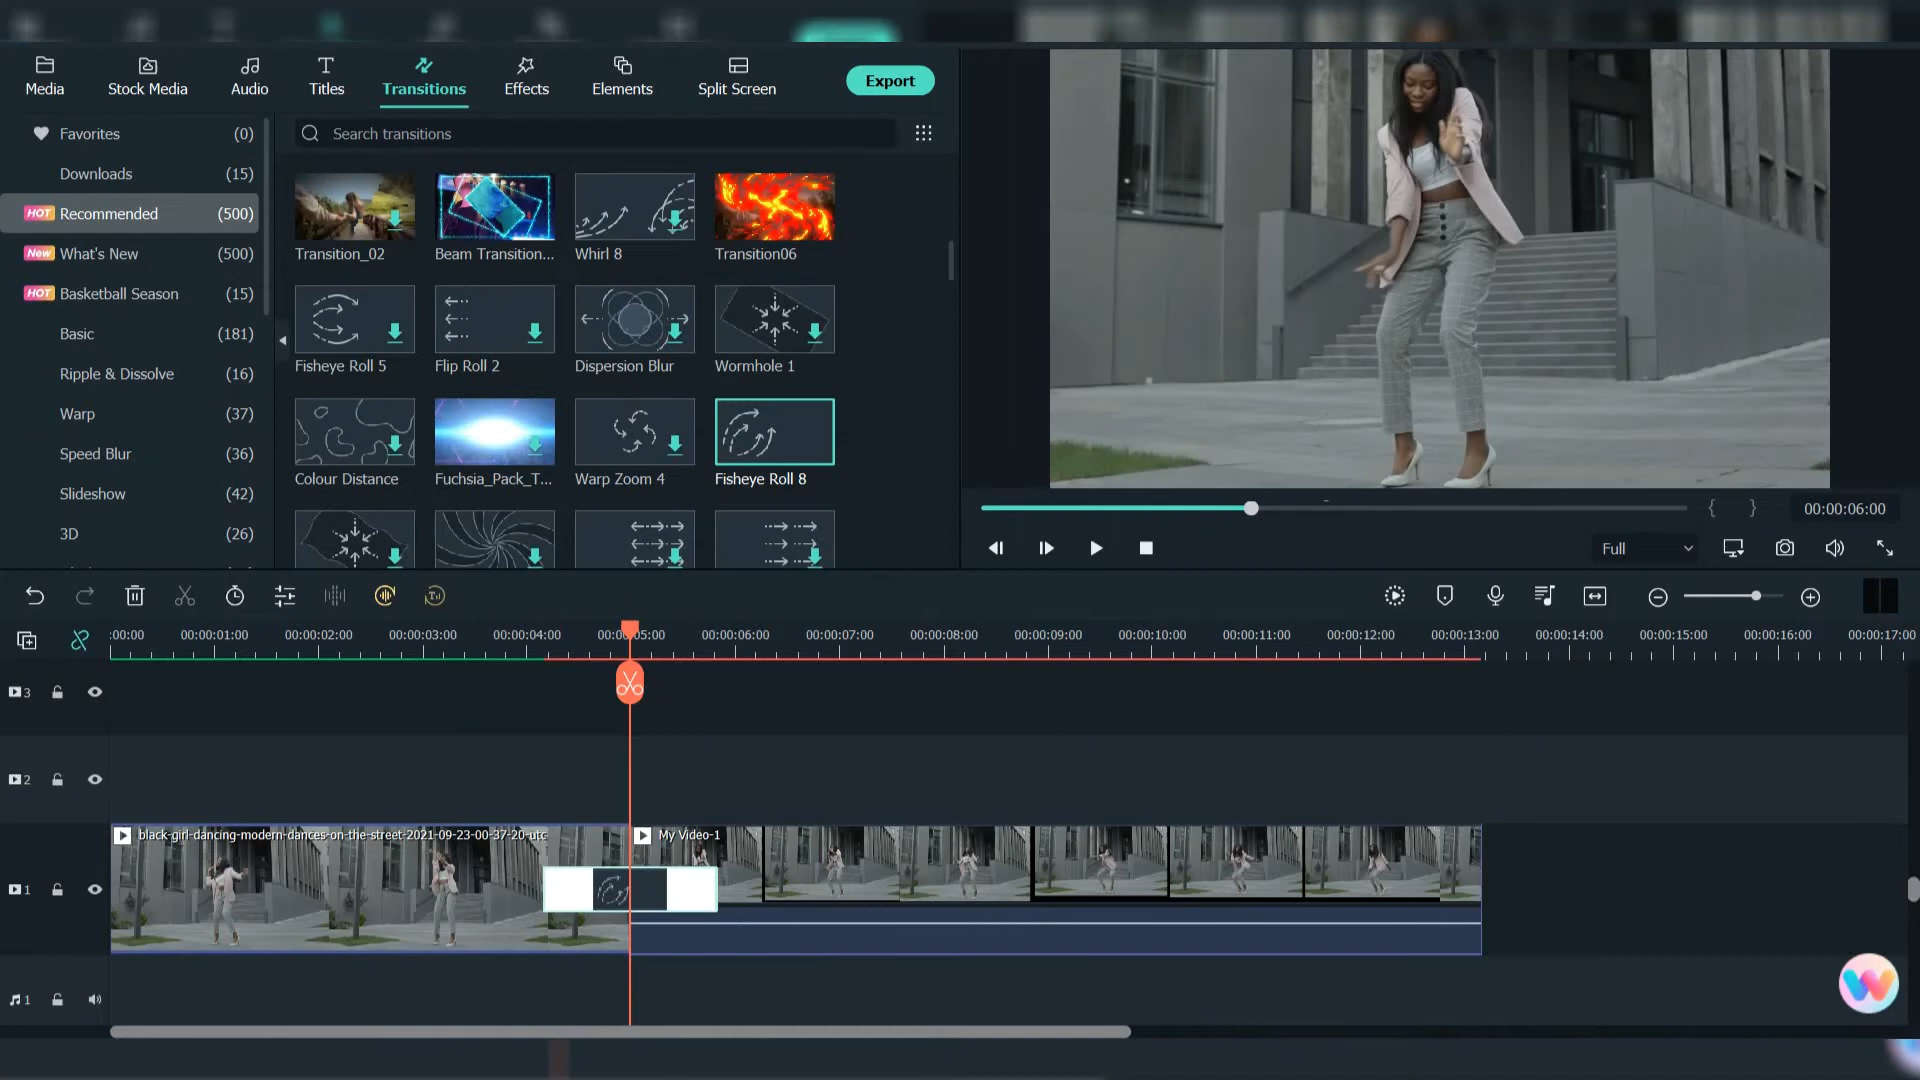 Media
Stock Media
Audio
Titles
Transitions
Effects
Elements
Split Screen
Export
Favorites (0)
Downloads (15)
HOT Recommended (500)
New What's New (500)
HOT Basketball Season (15)
Basic (181)
Ripple & Dissolve (16)
Warp (37)
Speed Blur (36)
Slideshow (42)
3D (26)
Search transitions
Transition_02
Beam Transition...
Whirl 8
Transition06
Fisheye Roll 5
Flip Roll 2
Dispersion Blur
Wormhole 1
Colour Distance
Fuchsia_Pack_T...
Warp Zoom 4
Fisheye Roll 8
{ } 00:00:06:00
Full
:00:00 00:00:01:00 00:00:02:00 00:00:03:00 00:00:04:00 00:00:05:00 00:00:06:00 00:00:07:00 00:00:08:00 00:00:09:00 00:00:10:00 00:00:11:00 00:00:12:00 00:00:13:00 00:00:14:00 00:00:15:00 00:00:16:00 00:00:17:00
3
2
black-girl-dancing-modern-dances-on-the-street-2021-09-23-00-37-20-utc
My Video-1
1
1